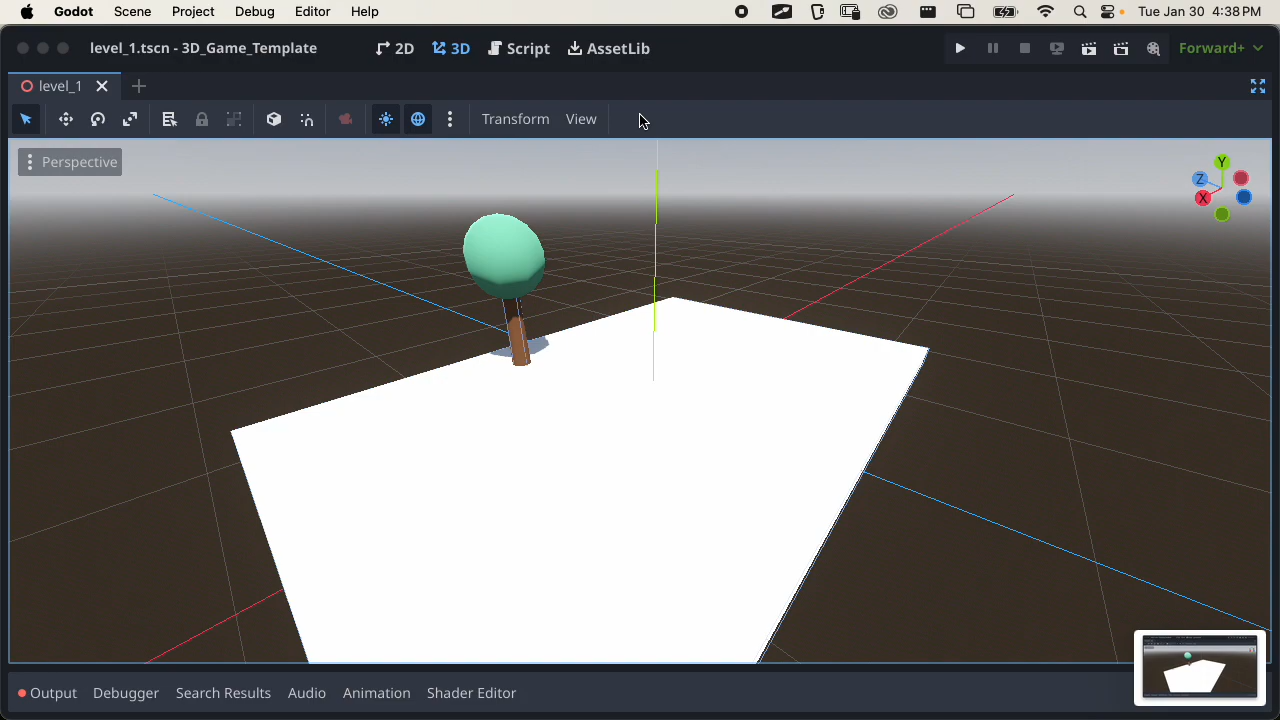 Godot Scene Project Debug Editor Help Tue Jan 30 4:38 PM
level_1.tscn - 3D_Game_Template 2D 3D Script AssetLib Forward+
level_1
Transform View
Perspective
Y
Z
X
Output Debugger Search Results Audio Animation Shader Editor